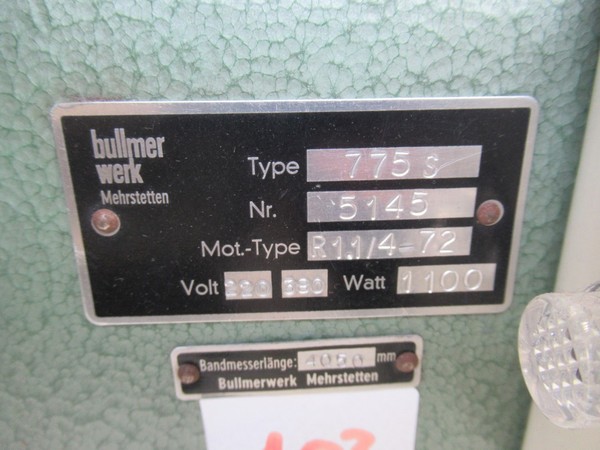 bullmer
werk
Mehrstetten
Type 775 S
Nr. 5145
Mot.-Type R1.1/4-72
Volt 220 380 Watt 1100
Bandmesserlänge: 4050 mm
Bullmerwerk Mehrstetten